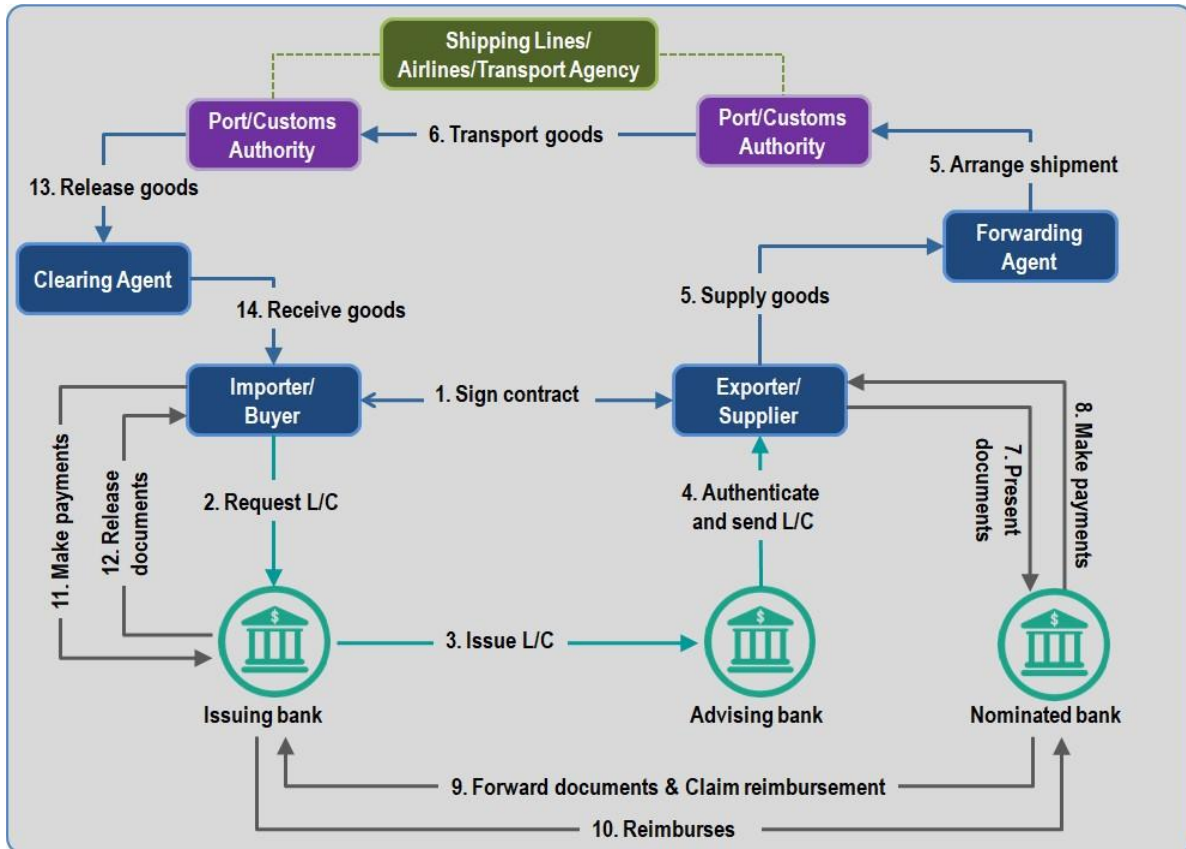 Shipping Lines/
Airlines/Transport Agency
Port/Customs
Authority
6. Transport goods
Port/Customs
Authority
13. Release goods
5. Arrange shipment
Clearing Agent
Forwarding
Agent
14. Receive goods
5. Supply goods
Importer/
Buyer
1. Sign contract
Exporter/
Supplier
11. Make payments
12. Release
documents
2. Request L/C
4. Authenticate
and send L/C
7. Present
documents
8. Make payments
$
$
$
3. Issue L/C
Issuing bank
Advising bank
Nominated bank
9. Forward documents & Claim reimbursement
10. Reimburses